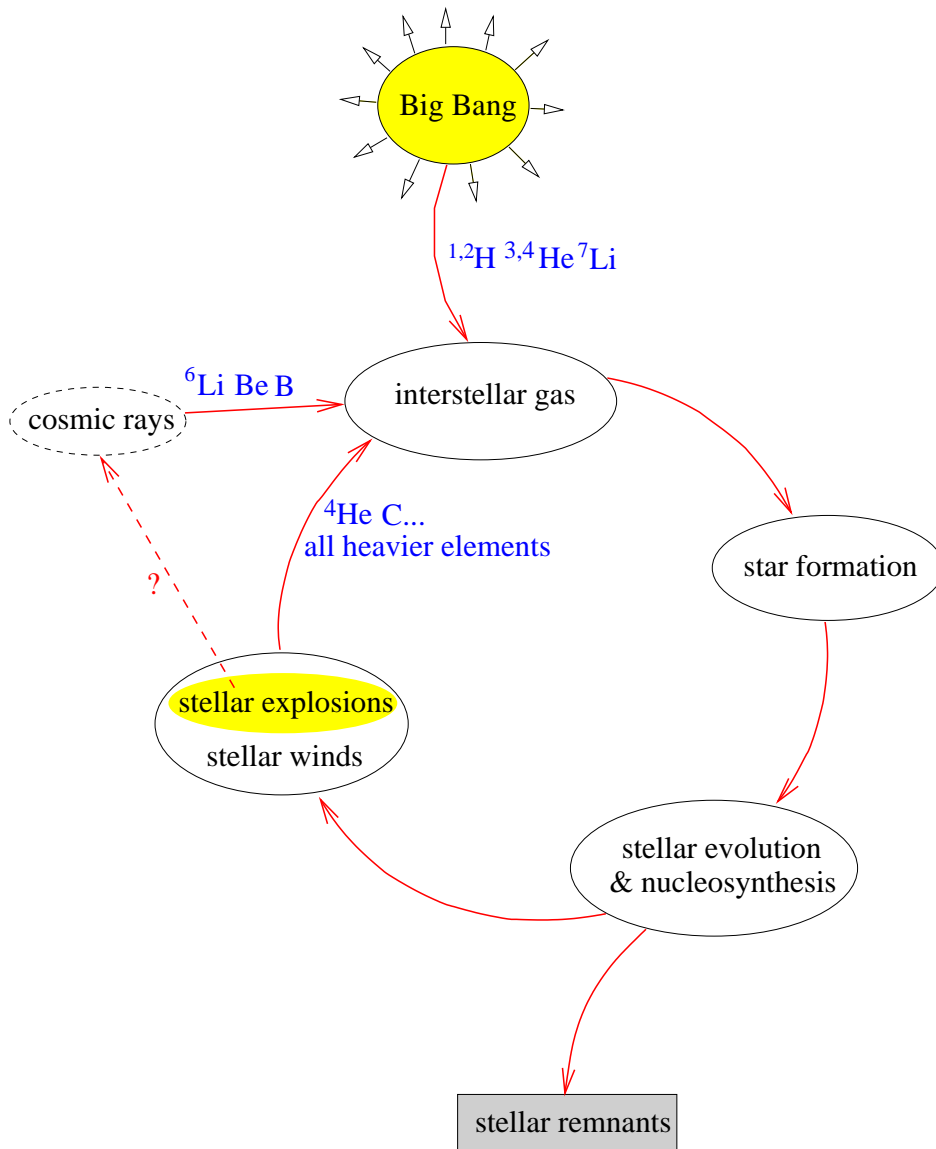 Big Bang
¹,²H ³,⁴He ⁷Li
⁶Li Be B
interstellar gas
cosmic rays
⁴He C...
all heavier elements
star formation
?
stellar explosions
stellar winds
stellar evolution
& nucleosynthesis
stellar remnants